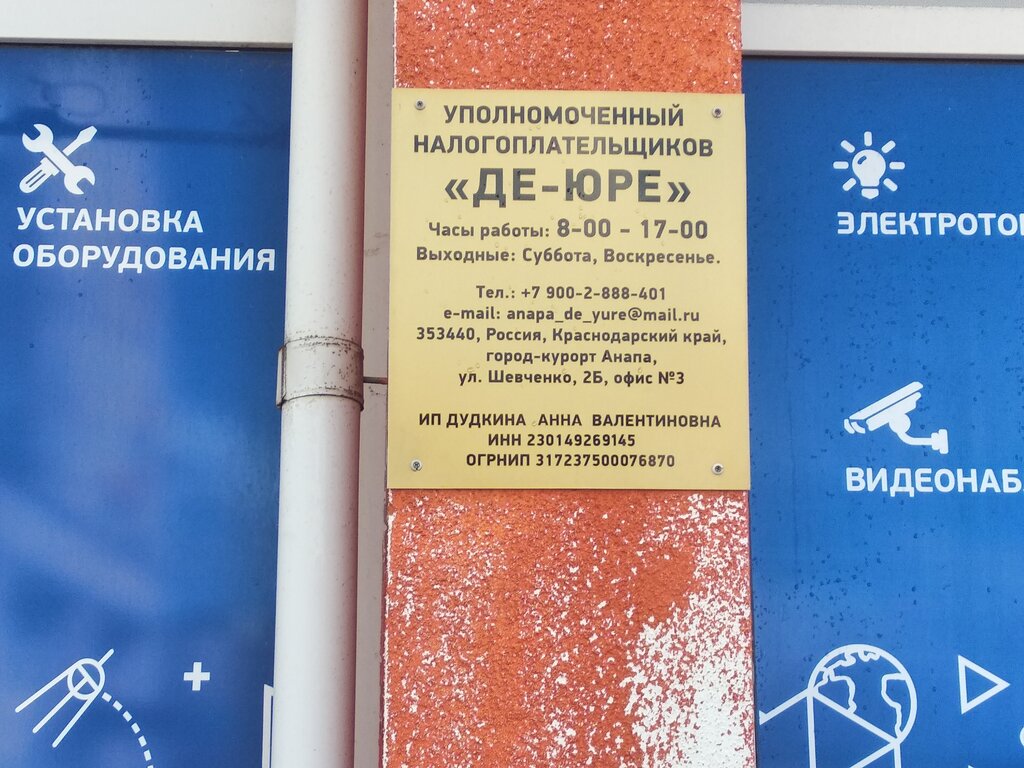 УСТАНОВКА
ОБОРУДОВАНИЯ
УПОЛНОМОЧЕННЫЙ
НАЛОГОПЛАТЕЛЬЩИКОВ
«ДЕ-ЮРЕ»
Часы работы: 8-00 - 17-00
Выходные: Суббота, Воскресенье.
Тел.: +7 900-2-888-401
e-mail: anapa_de_yure@mail.ru
353440, Россия, Краснодарский край,
город-курорт Анапа,
ул. Шевченко, 2Б, офис №3
ИП ДУДКИНА АННА ВАЛЕНТИНОВНА
ИНН 230149269145
ОГРНИП 317237500076870
ЭЛЕКТРОТО
ВИДЕОНАБ